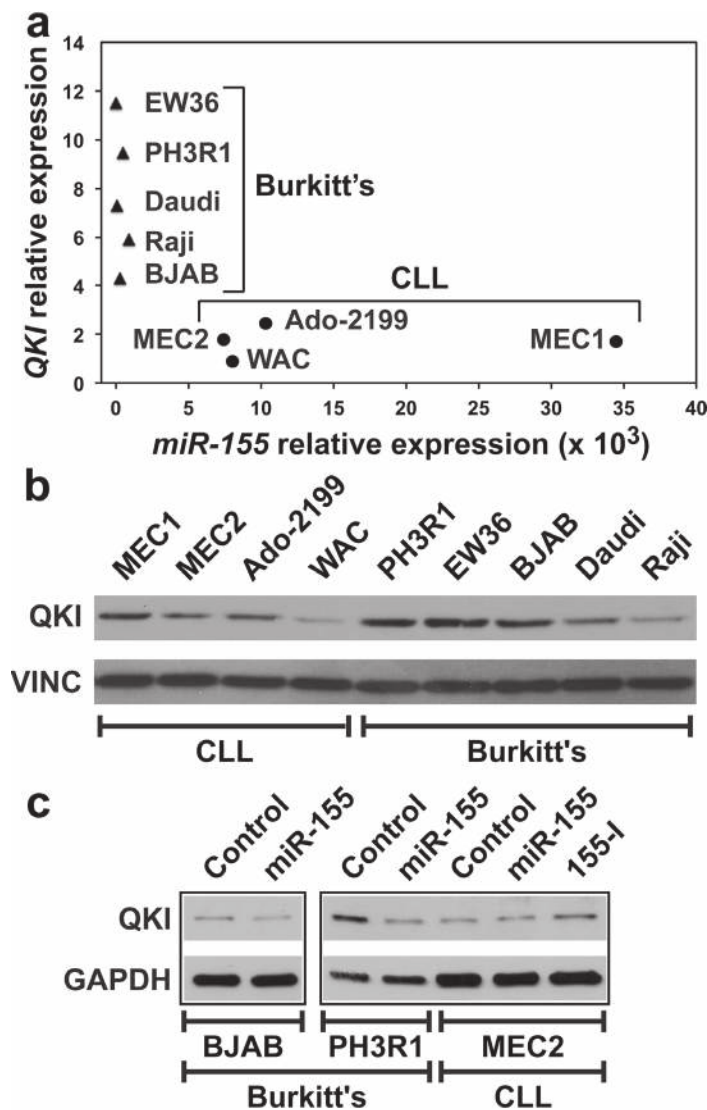 a
14
12
10
8
6
4
2
0
QKI relative expression
EW36
PH3R1
Daudi
Raji
BJAB
Burkitt's
CLL
MEC2
Ado-2199
WAC
MEC1
0 5 10 15 20 25 30 35 40
miR-155 relative expression (x 10³)
b
MEC1 MEC2 Ado-2199 WAC PH3R1 EW36 BJAB Daudi Raji
QKI
VINC
CLL Burkitt's
c
Control miR-155 Control miR-155 Control miR-155 155-I
QKI
GAPDH
BJAB PH3R1 MEC2
Burkitt's CLL